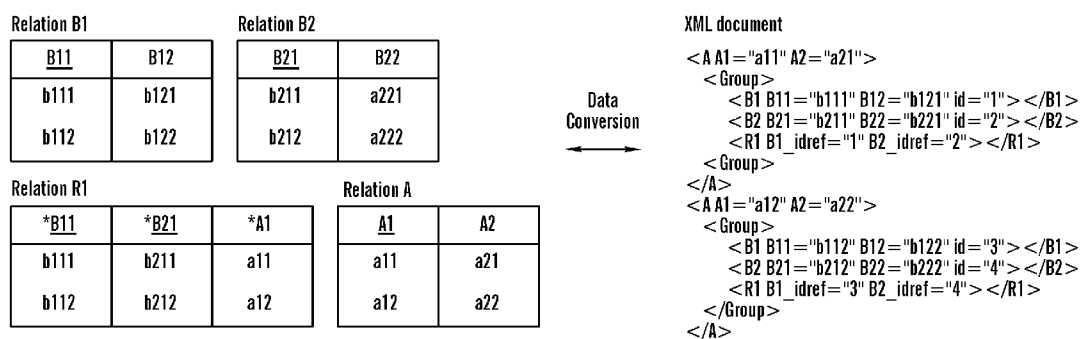 Relation B1
B11 B12
b111 b121
b112 b122
Relation B2
B21 B22
b211 a221
b212 a222
Relation R1
*B11 *B21 *A1
b111 b211 a11
b112 b212 a12
Relation A
A1 A2
a11 a21
a12 a22
Data
Conversion
XML document
<A A1="a11" A2="a21">
<Group>
<B1 B11="b111" B12="b121" id="1"></B1>
<B2 B21="b211" B22="b221" id="2"></B2>
<R1 B1_idref="1" B2_idref="2"></R1>
<Group>
</A>
<A A1="a12" A2="a22">
<Group>
<B1 B11="b112" B12="b122" id="3"></B1>
<B2 B21="b212" B22="b222" id="4"></B2>
<R1 B1_idref="3" B2_idref="4"></R1>
</Group>
</A>